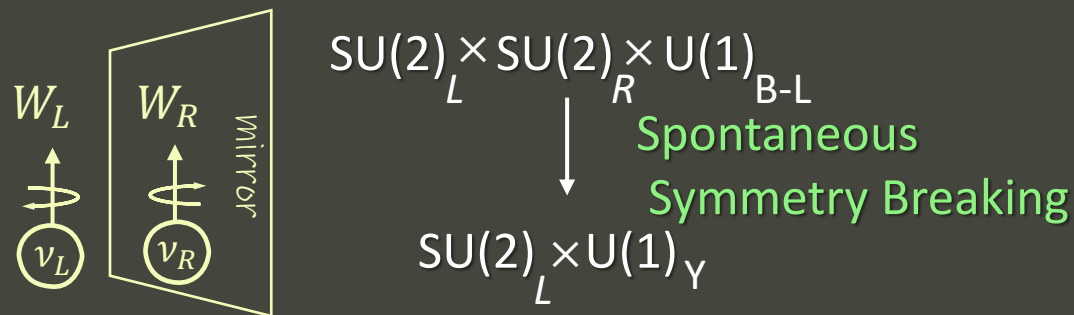 W_L
W_R
mirror
ν_L
ν_R
SU(2)_L×SU(2)_R×U(1)_B-L
Spontaneous
Symmetry Breaking
SU(2)_L×U(1)_Y